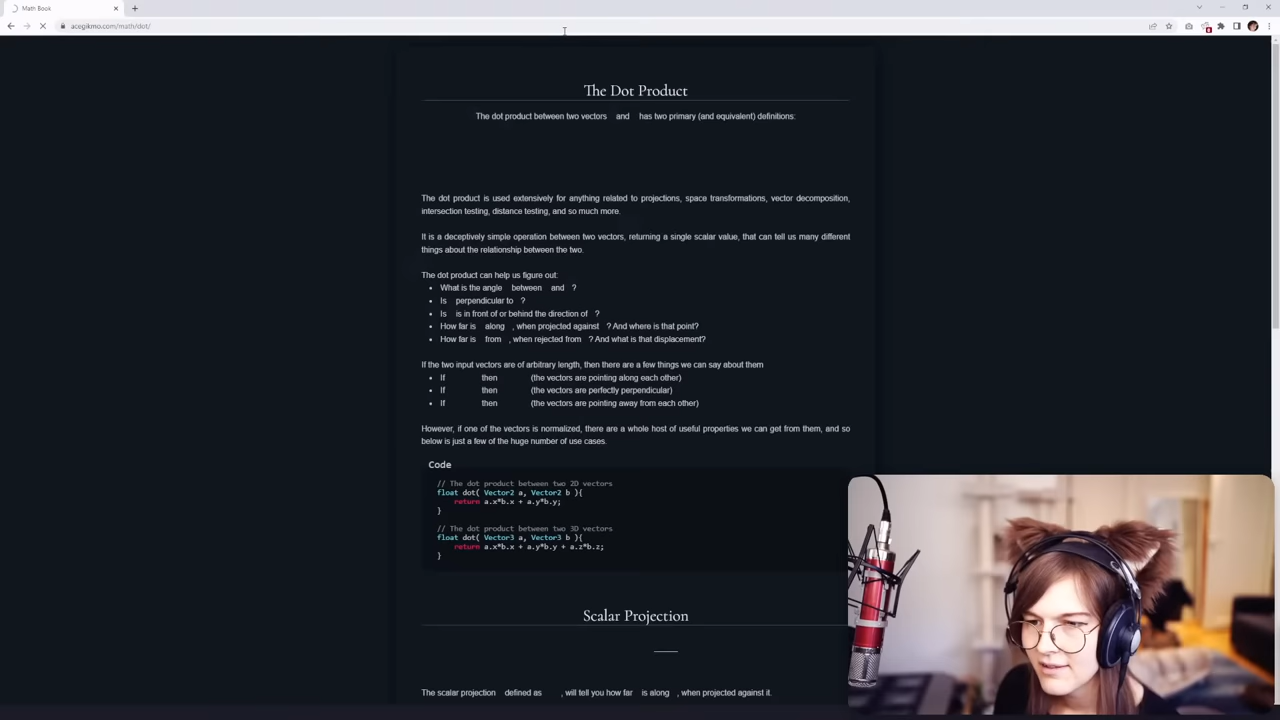 Math Book
acegikmo.com/math/dot/
The Dot Product
The dot product between two vectors and has two primary (and equivalent) definitions:
The dot product is used extensively for anything related to projections, space transformations, vector decomposition,
intersection testing, distance testing, and so much more.
It is a deceptively simple operation between two vectors, returning a single scalar value, that can tell us many different
things about the relationship between the two.
The dot product can help us figure out:
• What is the angle between and ?
• Is perpendicular to ?
• Is is in front of or behind the direction of ?
• How far is along , when projected against ? And where is that point?
• How far is from , when rejected from ? And what is that displacement?
If the two input vectors are of arbitrary length, then there are a few things we can say about them
• If then (the vectors are pointing along each other)
• If then (the vectors are perfectly perpendicular)
• If then (the vectors are pointing away from each other)
However, if one of the vectors is normalized, there are a whole host of useful properties we can get from them, and so
below is just a few of the huge number of use cases.
Code
// The dot product between two 2D vectors
float dot( Vector2 a, Vector2 b ){
return a.x*b.x + a.y*b.y;
}
// The dot product between two 3D vectors
float dot( Vector3 a, Vector3 b ){
return a.x*b.x + a.y*b.y + a.z*b.z;
}
Scalar Projection
The scalar projection defined as , will tell you how far is along , when projected against it.